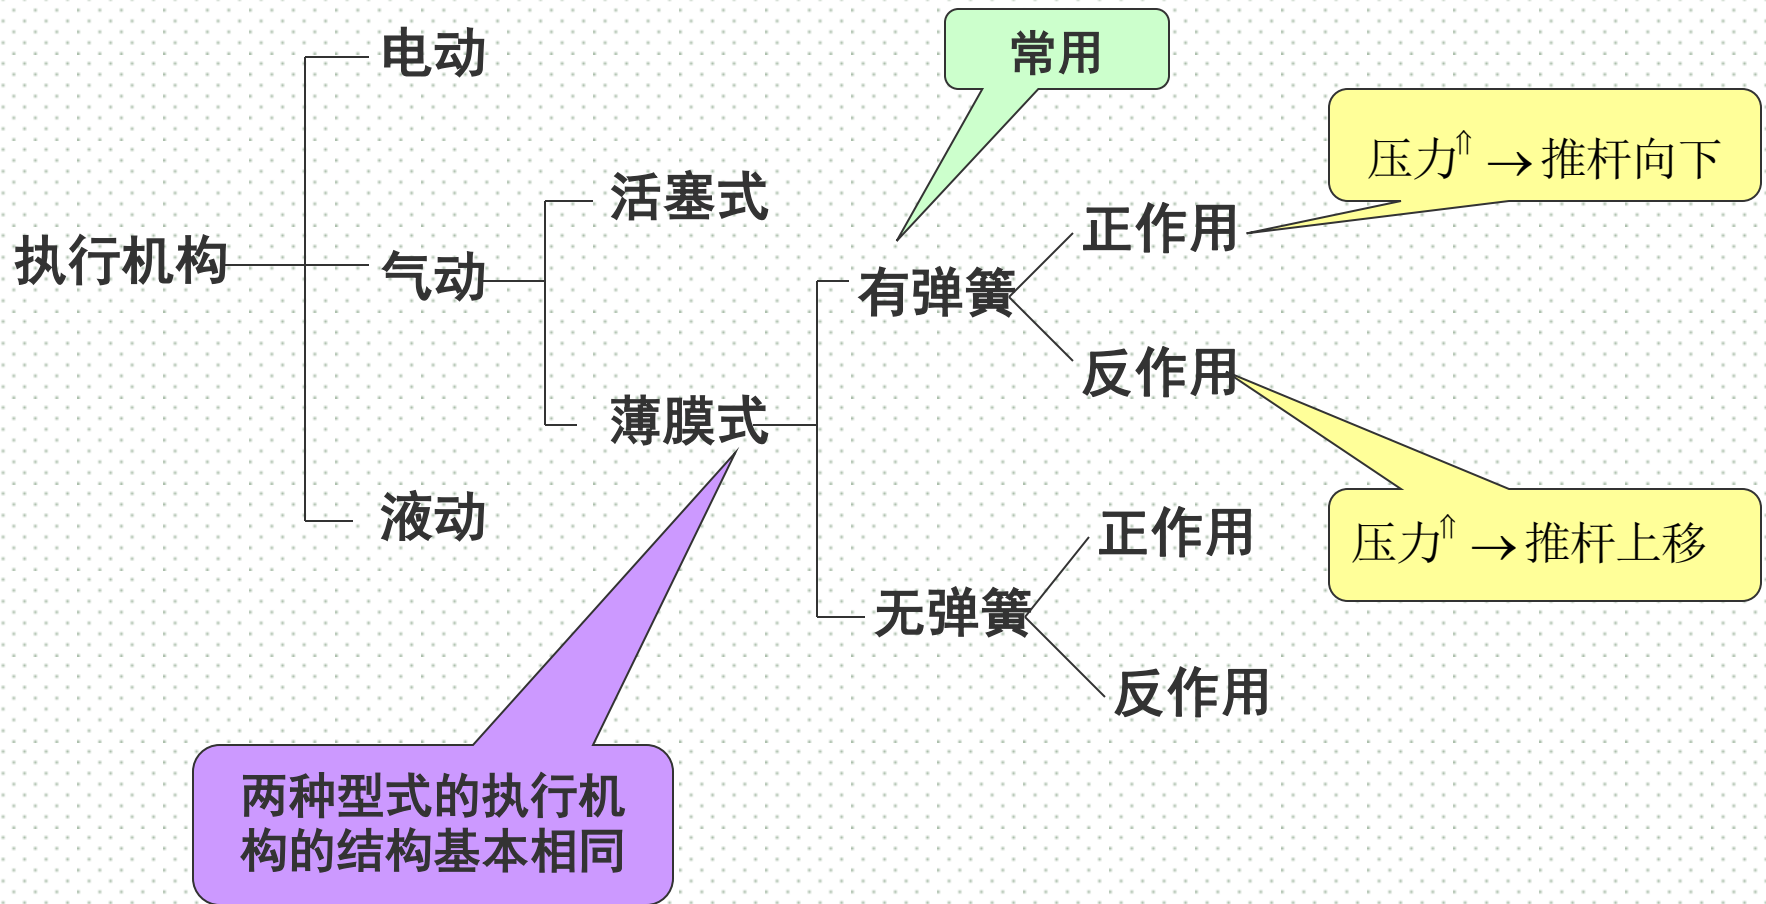 执行机构
电动
气动
液动
活塞式
薄膜式
常用
有弹簧
无弹簧
正作用
反作用
正作用
反作用
压力⇑→推杆向下
压力⇑→推杆上移
两种型式的执行机
构的结构基本相同